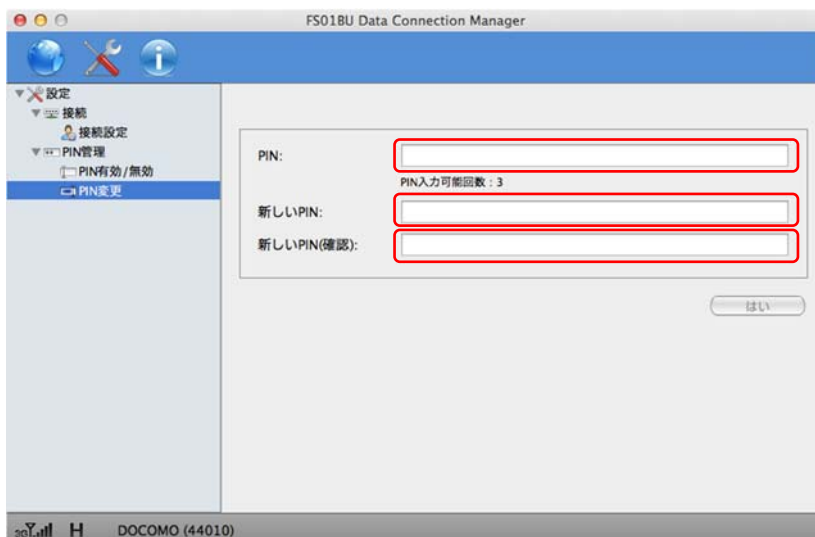 FS01BU Data Connection Manager
設定
接続
接続設定
PIN管理
PIN有効/無効
PIN変更
PIN:
PIN入力可能回数：3
新しいPIN:
新しいPIN(確認):
はい
3G H DOCOMO (44010)